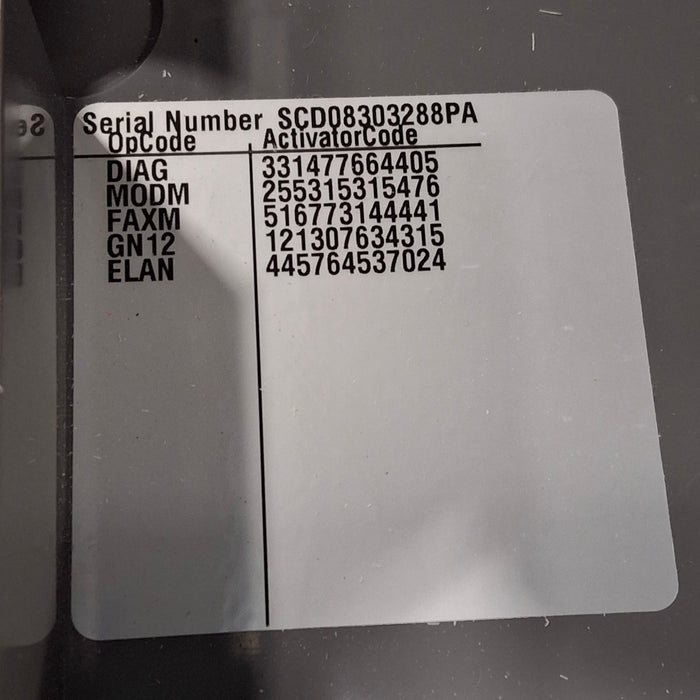 Serial Number SCD08303288PA
OpCode ActivatorCode
DIAG 331477664405
MODM 255315315476
FAXM 516773144441
GN12 121307634315
ELAN 445764537024